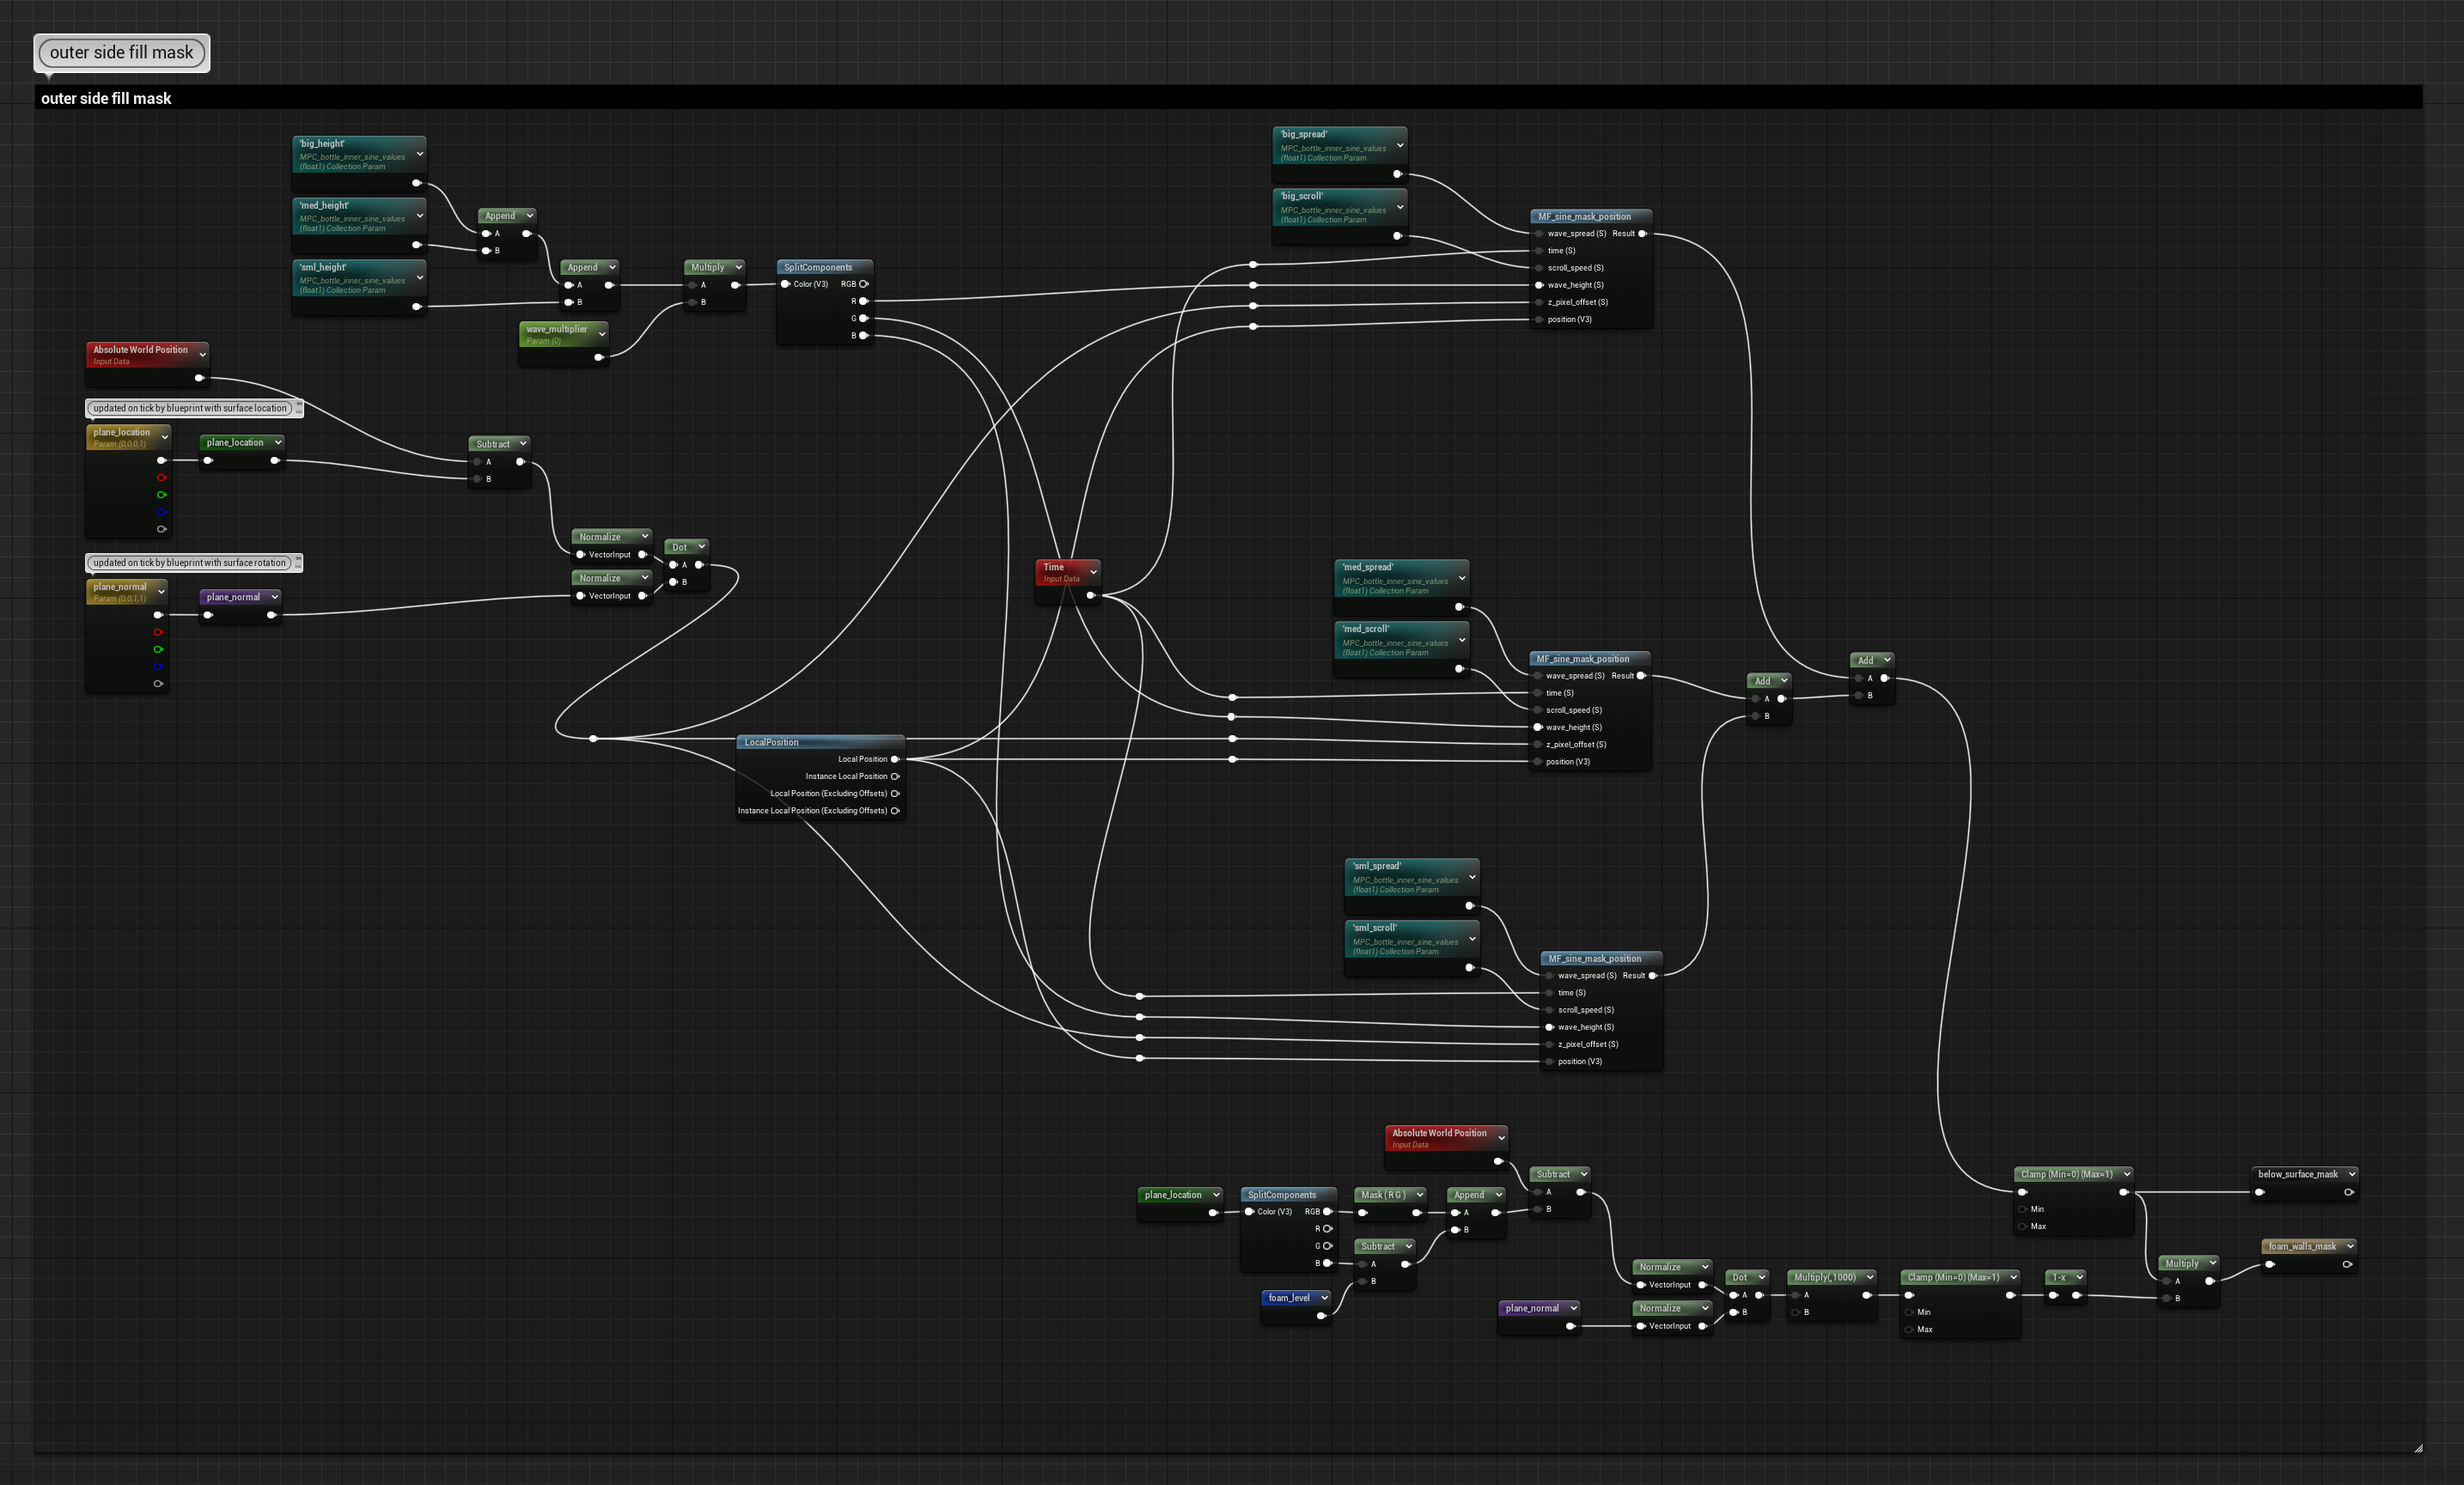 outer side fill mask
outer side fill mask
'big_height'
MPC_bottle_inner_sine_values
(float1) Collection Param
'med_height'
MPC_bottle_inner_sine_values
(float1) Collection Param
'sml_height'
MPC_bottle_inner_sine_values
(float1) Collection Param
Append
A
B
Append
A
B
Multiply
A
B
wave_multiplier
Param (0)
SplitComponents
Color (V3) RGB
R
G
B
Absolute World Position
Input Data
updated on tick by blueprint with surface location
plane_location
Param (0,0,0,1)
plane_location
Subtract
A
B
updated on tick by blueprint with surface rotation
plane_normal
Param (0,0,1,1)
plane_normal
Normalize
VectorInput
Normalize
VectorInput
Dot
A
B
LocalPosition
Local Position
Instance Local Position
Local Position (Excluding Offsets)
Instance Local Position (Excluding Offsets)
Time
Input Data
'big_spread'
MPC_bottle_inner_sine_values
(float1) Collection Param
'big_scroll'
MPC_bottle_inner_sine_values
(float1) Collection Param
MF_sine_mask_position
wave_spread (S) Result
time (S)
scroll_speed (S)
wave_height (S)
z_pixel_offset (S)
position (V3)
'med_spread'
MPC_bottle_inner_sine_values
(float1) Collection Param
'med_scroll'
MPC_bottle_inner_sine_values
(float1) Collection Param
MF_sine_mask_position
wave_spread (S) Result
time (S)
scroll_speed (S)
wave_height (S)
z_pixel_offset (S)
position (V3)
Add
A
B
Add
A
B
'sml_spread'
MPC_bottle_inner_sine_values
(float1) Collection Param
'sml_scroll'
MPC_bottle_inner_sine_values
(float1) Collection Param
MF_sine_mask_position
wave_spread (S) Result
time (S)
scroll_speed (S)
wave_height (S)
z_pixel_offset (S)
position (V3)
Absolute World Position
Input Data
plane_location
SplitComponents
Color (V3) RGB
R
G
B
Mask ( R G )
Append
A
B
Subtract
A
B
Subtract
A
B
foam_level
plane_normal
Normalize
VectorInput
Normalize
VectorInput
Dot
A
B
Multiply(,1000)
A
B
Clamp (Min=0) (Max=1)
Min
Max
1-x
Clamp (Min=0) (Max=1)
Min
Max
below_surface_mask
Multiply
A
B
foam_walls_mask